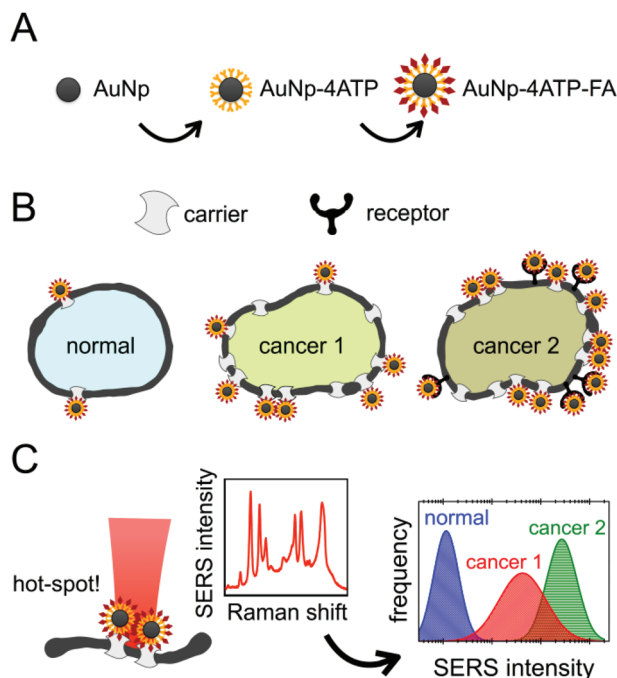 A
AuNp
AuNp-4ATP
AuNp-4ATP-FA
B
carrier
receptor
normal
cancer 1
cancer 2
C
hot-spot!
SERS intensity
Raman shift
frequency
normal
cancer 2
cancer 1
SERS intensity